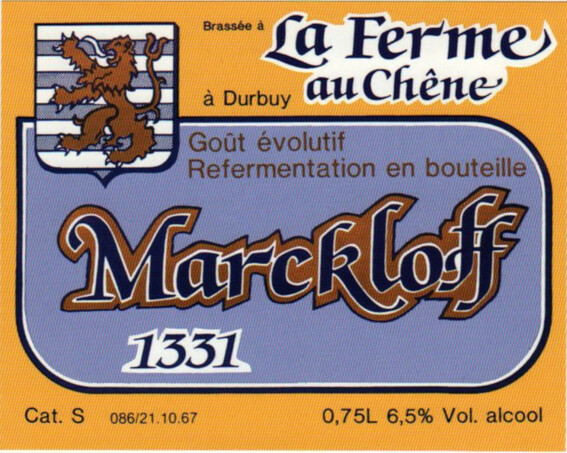 Brassée à
La Ferme
au Chêne
à Durbuy
Goût évolutif
Refermentation en bouteille
Marckloff
1331
Cat. S 086/21.10.67 0,75L 6,5% Vol. alcool